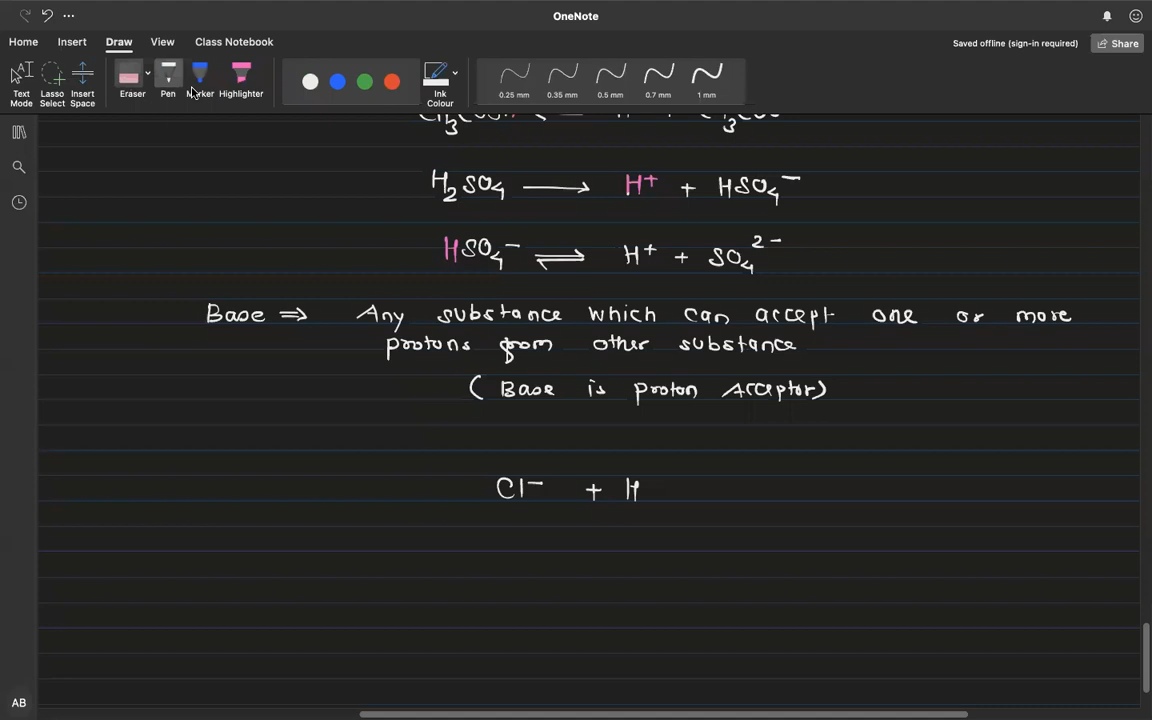 OneNote
Home Insert Draw View Class Notebook
Saved offline (sign-in required) Share
Text Mode Lasso Select Insert Space Eraser Pen Marker Highlighter Ink Colour 0.25 mm 0.35 mm 0.5 mm 0.7 mm 1 mm
H₂SO₄ ⟶ H⁺ + HSO₄⁻
HSO₄⁻ ⇌ H⁺ + SO₄²⁻
Base ⇒ Any substance which can accept one or more
protons from other substance
( Base is proton Acceptor)
Cl⁻ + H
AB